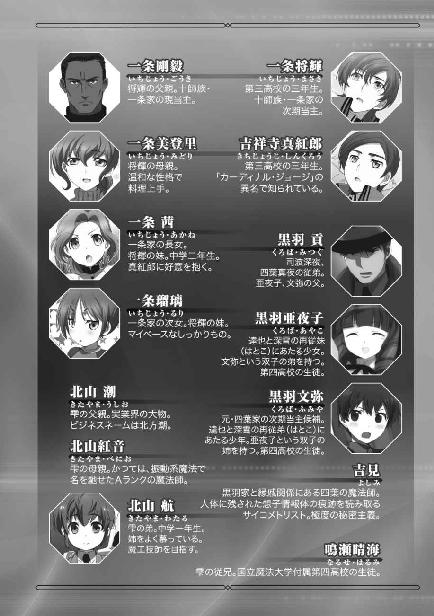 一条剛毅
いちじょう・ごうき
将輝の父親。十師族・
一条家の現当主。
一条将輝
いちじょう・まさき
第三高校の三年生。
十師族・一条家の
次期当主。
一条美登里
いちじょう・みどり
将輝の母親。
温和な性格で
料理上手。
吉祥寺真紅郎
きちじょうじ・しんくろう
第三高校の三年生。
「カーディナル・ジョージ」の
異名で知られている。
一条 茜
いちじょう・あかね
一条家の長女。
将輝の妹。中学二年生。
真紅郎に好意を抱く。
黒羽 貢
くろば・みつぐ
司波深夜、
四葉真夜の従弟。
亜夜子、文弥の父。
一条瑠璃
いちじょう・るり
一条家の次女。将輝の妹。
マイペースなしっかりもの。
黒羽亜夜子
くろば・あやこ
達也と深雪の再従妹
(はとこ)にあたる少女。
文弥という双子の弟を持つ。
第四高校の生徒。
北山 潮
きたやま・うしお
雫の父親。実業界の大物。
ビジネスネームは北方潮。
黒羽文弥
くろば・ふみや
元・四葉家の次期当主候補。
達也と深雪の再従弟(はとこ)に
あたる少年。亜夜子という双子の
姉を持つ。第四高校の生徒。
北山紅音
きたやま・べにお
雫の母親。かつては、振動系魔法で
名を馳せたAランクの魔法師。
吉見
よしみ
黒羽家と縁戚関係にある四葉の魔法師。
人体に残された想子情報体の痕跡を読み取る
サイコメトリスト。極度の秘密主義。
北山 航
きたやま・わたる
雫の弟。中学一年生。
姉をよく慕っている。
魔工技師を目指す。
鳴瀬晴海
なるせ・はるみ
雫の従兄。国立魔法大学付属第四高校の生徒。